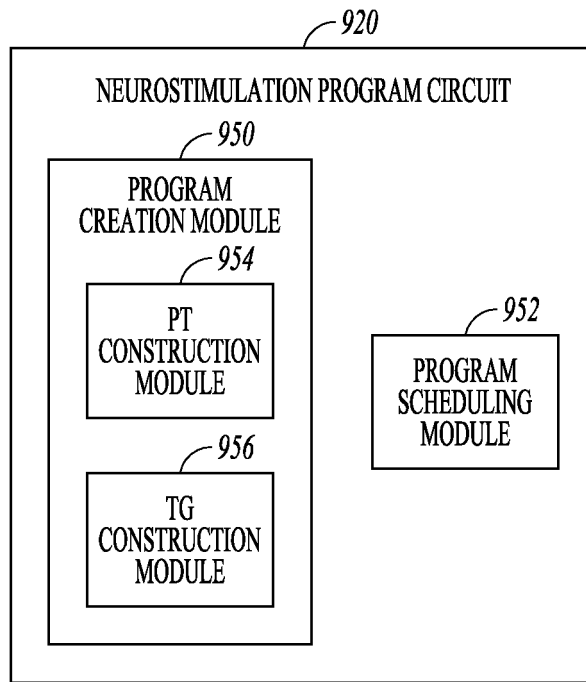 920
NEUROSTIMULATION PROGRAM CIRCUIT
950
PROGRAM
CREATION MODULE
954
PT
CONSTRUCTION
MODULE
952
PROGRAM
SCHEDULING
MODULE
956
TG
CONSTRUCTION
MODULE